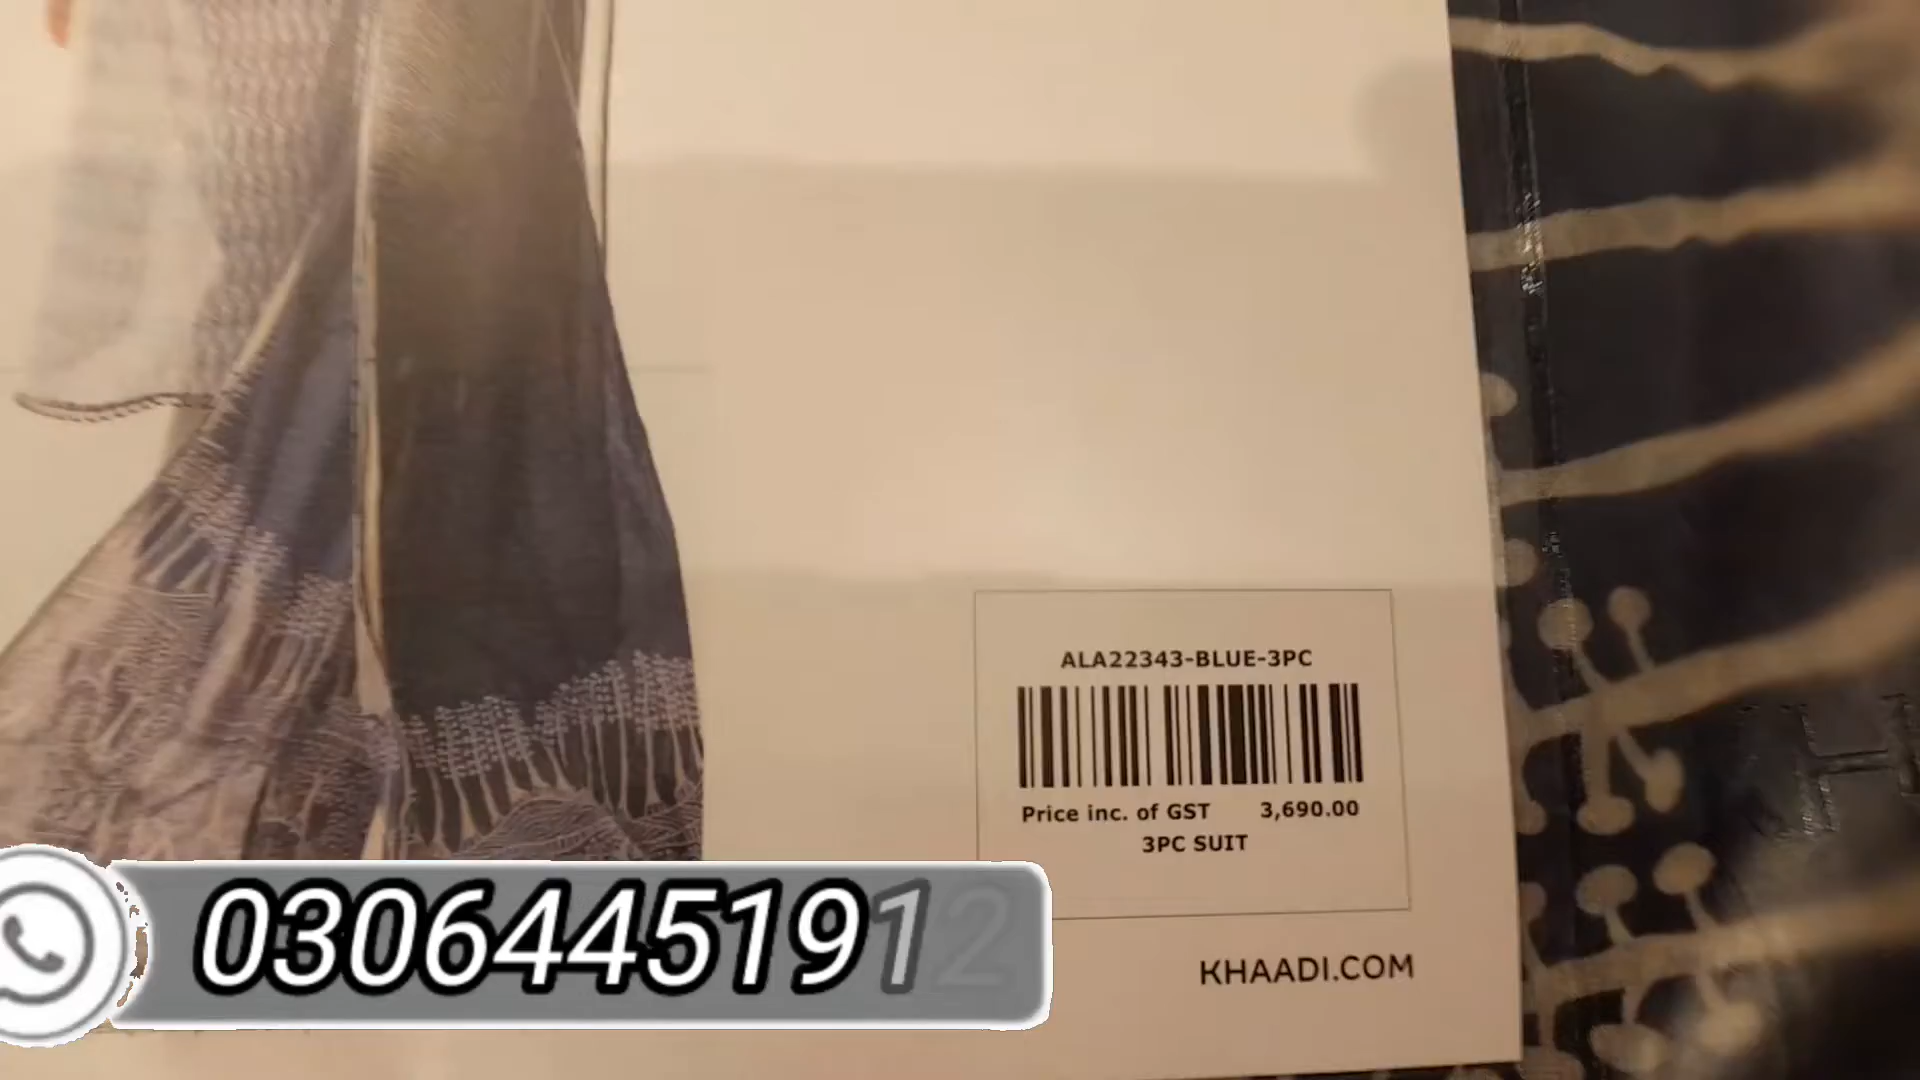 ALA22343-BLUE-3PC
Price inc. of GST 3,690.00
3PC SUIT
03064451912
KHAADI.COM